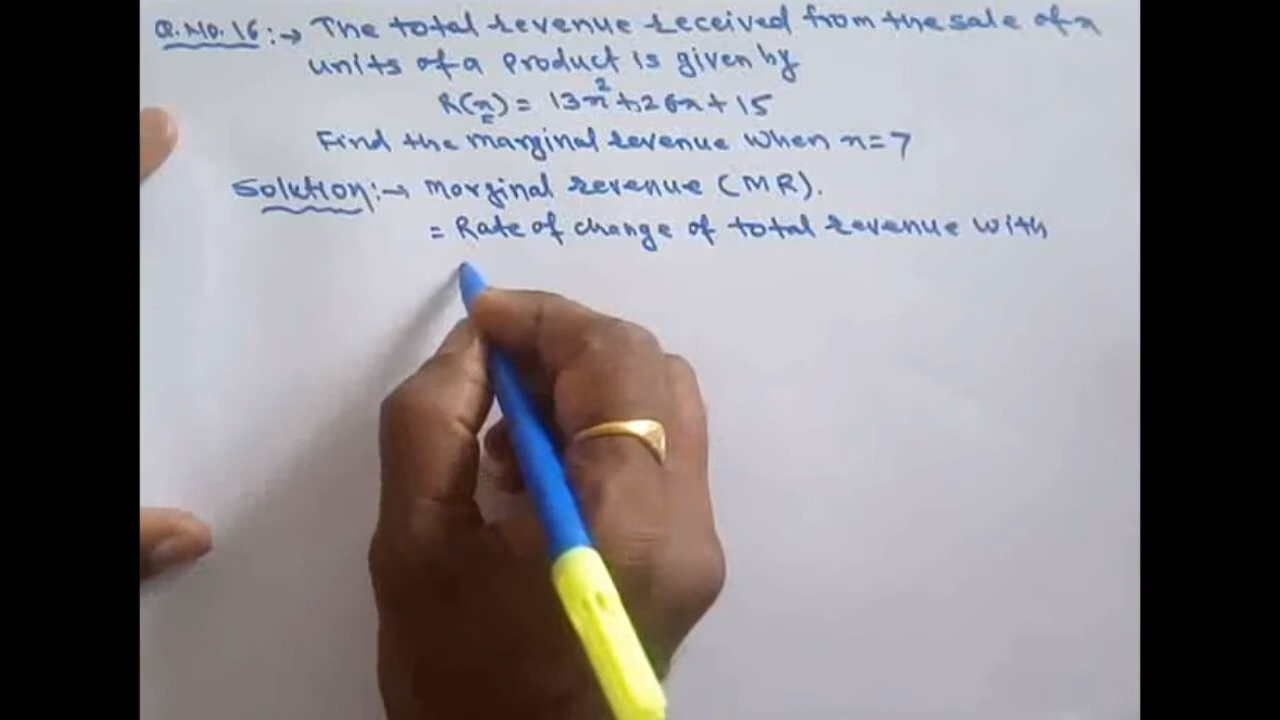 Q.NO.16:→ The total revenue received from the sale of x
units of a product is given by
R(x) = 13x² + 26x + 15
Find the marginal revenue when x=7
Solution:→ Marginal revenue (MR).
= Rate of change of total revenue with